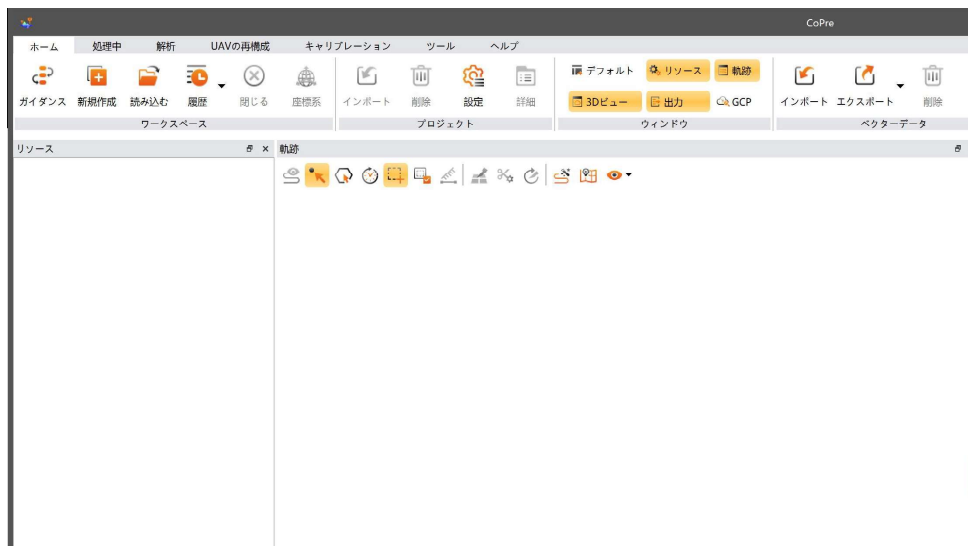 CoPre
ホーム 処理中 解析 UAVの再構成 キャリブレーション ツール ヘルプ
デフォルト リソース 軌跡
ガイダンス 新規作成 読み込む 履歴 閉じる 座標系 インポート 削除 設定 詳細 3Dビュー 出力 GCP インポート エクスポート 削除
ワークスペース プロジェクト ウィンドウ ベクターデータ
リソース 軌跡